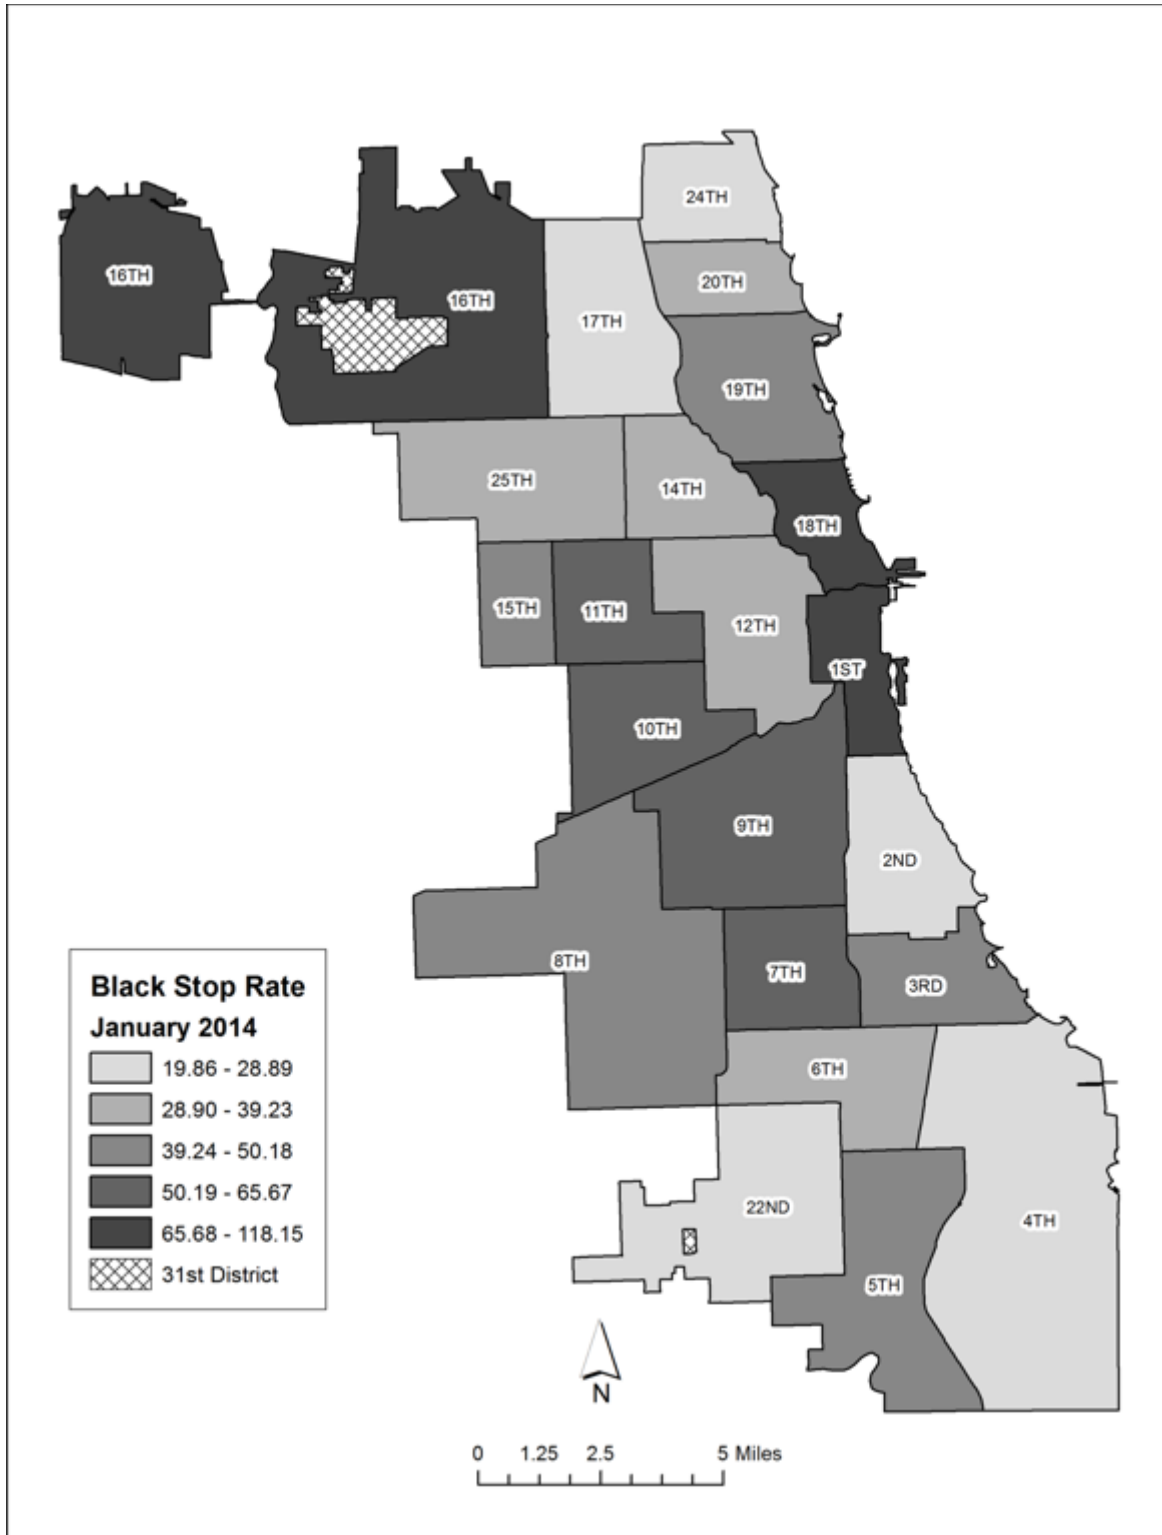 24TH
16TH
20TH
16TH
17TH
19TH
25TH
14TH
18TH
15TH
11TH
12TH
1ST
10TH
9TH
2ND
8TH
7TH
3RD
6TH
22ND
4TH
5TH
Black Stop Rate
January 2014
19.86 - 28.89
28.90 - 39.23
39.24 - 50.18
50.19 - 65.67
65.68 - 118.15
31st District
N
0 1.25 2.5 5 Miles